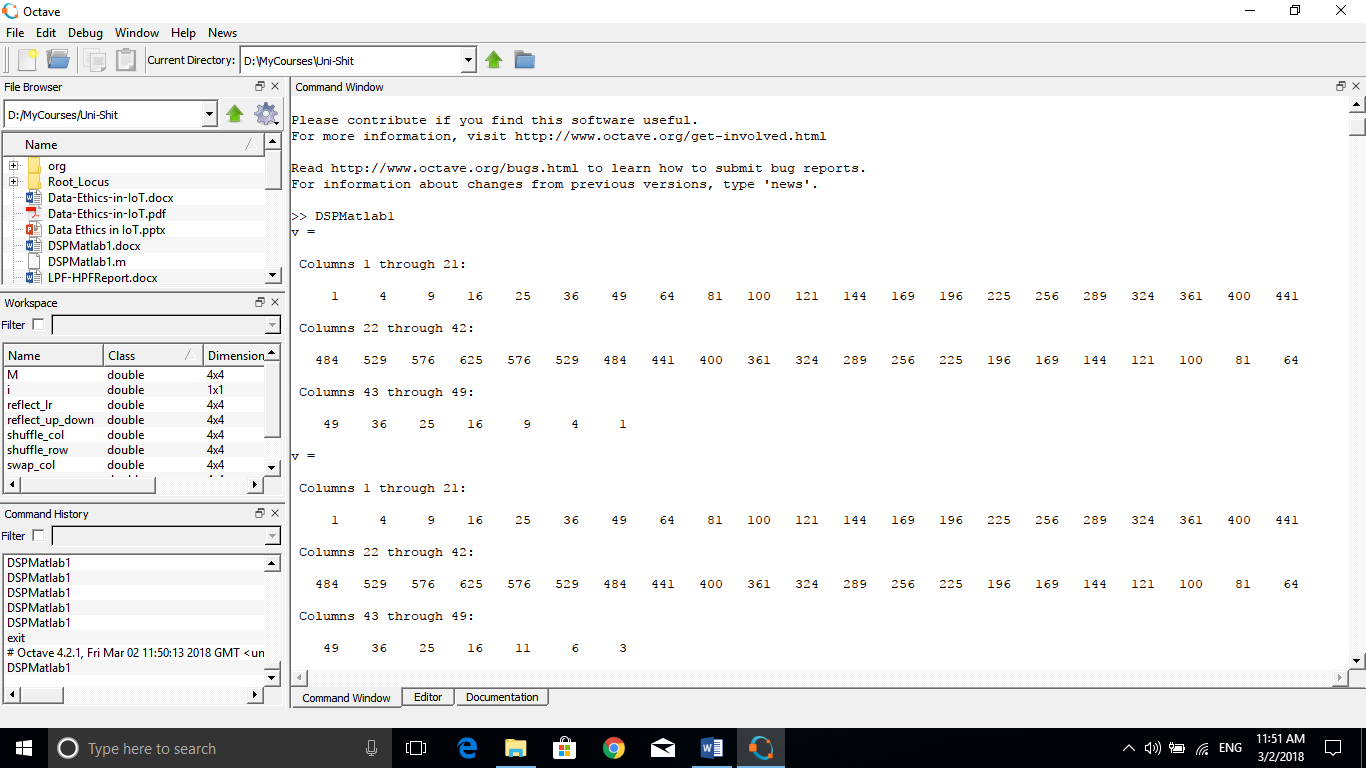 Octave
File Edit Debug Window Help News
Current Directory: D:\MyCourses\Uni-Shit
File Browser
D:/MyCourses/Uni-Shit
Name
org
Root_Locus
Data-Ethics-in-IoT.docx
Data-Ethics-in-IoT.pdf
Data Ethics in IoT.pptx
DSPMatlab1.docx
DSPMatlab1.m
LPF-HPFReport.docx
Workspace
Filter
Name Class Dimension
M double 4x4
i double 1x1
reflect_lr double 4x4
reflect_up_down double 4x4
shuffle_col double 4x4
shuffle_row double 4x4
swap_col double 4x4
Command History
Filter
DSPMatlab1
DSPMatlab1
DSPMatlab1
DSPMatlab1
DSPMatlab1
exit
# Octave 4.2.1, Fri Mar 02 11:50:13 2018 GMT <un
DSPMatlab1
Command Window
Please contribute if you find this software useful.
For more information, visit http://www.octave.org/get-involved.html
Read http://www.octave.org/bugs.html to learn how to submit bug reports.
For information about changes from previous versions, type 'news'.
>> DSPMatlab1
v =
Columns 1 through 21:
1 4 9 16 25 36 49 64 81 100 121 144 169 196 225 256 289 324 361 400 441
Columns 22 through 42:
484 529 576 625 576 529 484 441 400 361 324 289 256 225 196 169 144 121 100 81 64
Columns 43 through 49:
49 36 25 16 9 4 1
v =
Columns 1 through 21:
1 4 9 16 25 36 49 64 81 100 121 144 169 196 225 256 289 324 361 400 441
Columns 22 through 42:
484 529 576 625 576 529 484 441 400 361 324 289 256 225 196 169 144 121 100 81 64
Columns 43 through 49:
49 36 25 16 11 6 3
Command Window Editor Documentation
Type here to search
ENG
11:51 AM
3/2/2018